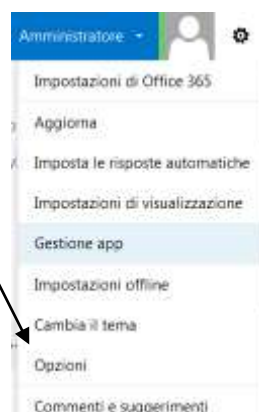 Amministratore
Impostazioni di Office 365
Aggiorna
Imposta le risposte automatiche
Impostazioni di visualizzazione
Gestione app
Impostazioni offline
Cambia il tema
Opzioni
Commenti e suggerimenti